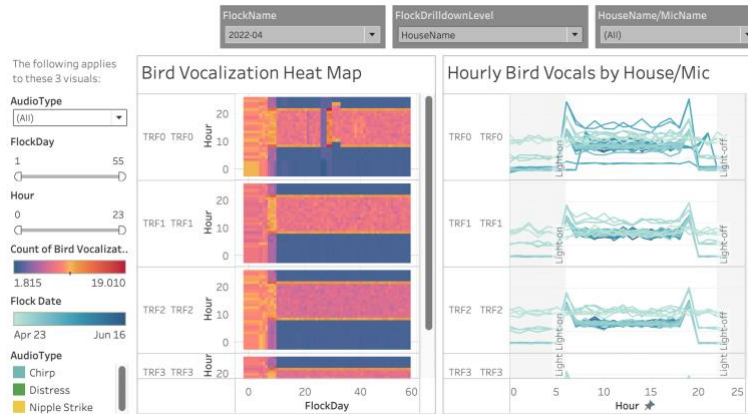 FlockName
2022-04
FlockDrilldownLevel
HouseName
HouseName/MicName
(All)
The following applies
to these 3 visuals:
AudioType
(All)
FlockDay
1 55
Hour
0 23
Count of Bird Vocalizat..
1.815 19.010
Flock Date
Apr 23 Jun 16
AudioType
Chirp
Distress
Nipple Strike
Bird Vocalization Heat Map
TRF0 TRF0 Hour 20 10 0
TRF1 TRF1 Hour 20 10 0
TRF2 TRF2 Hour 20 10 0
TRF3 TRF3 Hour 20
0 20 40 60
FlockDay
Hourly Bird Vocals by House/Mic
TRF0 TRF0 Light-on Light-off
TRF1 TRF1 Light-on Light-off
TRF2 TRF2 Light Light-on Light-off
TRF3 TRF3
0 5 10 15 20 25
Hour